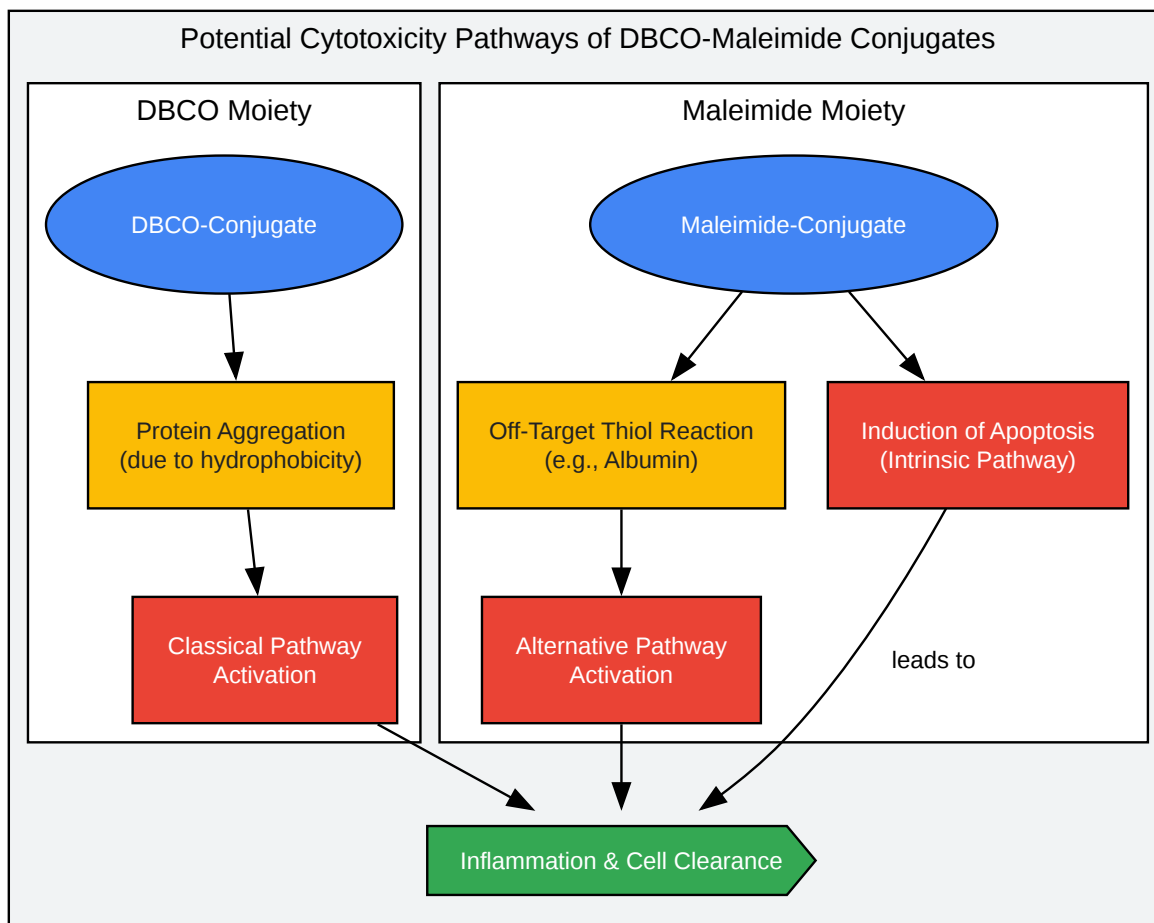 Potential Cytotoxicity Pathways of DBCO-Maleimide Conjugates
DBCO Moiety
DBCO-Conjugate
Protein Aggregation
(due to hydrophobicity)
Classical Pathway
Activation
Maleimide Moiety
Maleimide-Conjugate
Off-Target Thiol Reaction
(e.g., Albumin)
Induction of Apoptosis
(Intrinsic Pathway)
Alternative Pathway
Activation
leads to
Inflammation & Cell Clearance